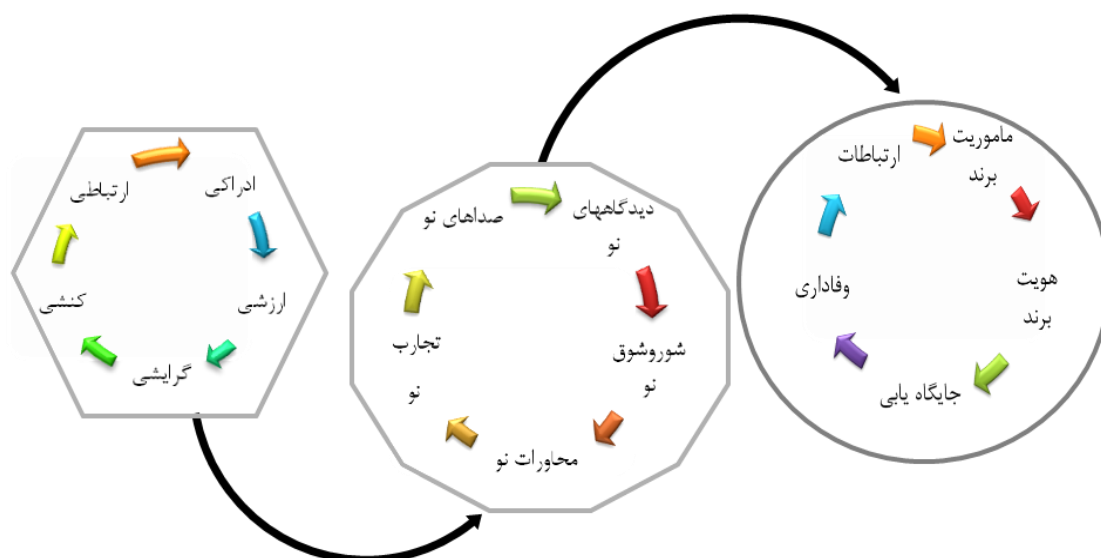 ماموریت
برند
هویت
برند
جایگاه یابی
وفاداری
ارتباطات
دیدگاههای
نو
شوروشوق
نو
محاورات نو
تجارب
نو
صداهای نو
ادراکی
ارزشی
گرایشی
کنشی
ارتباطی